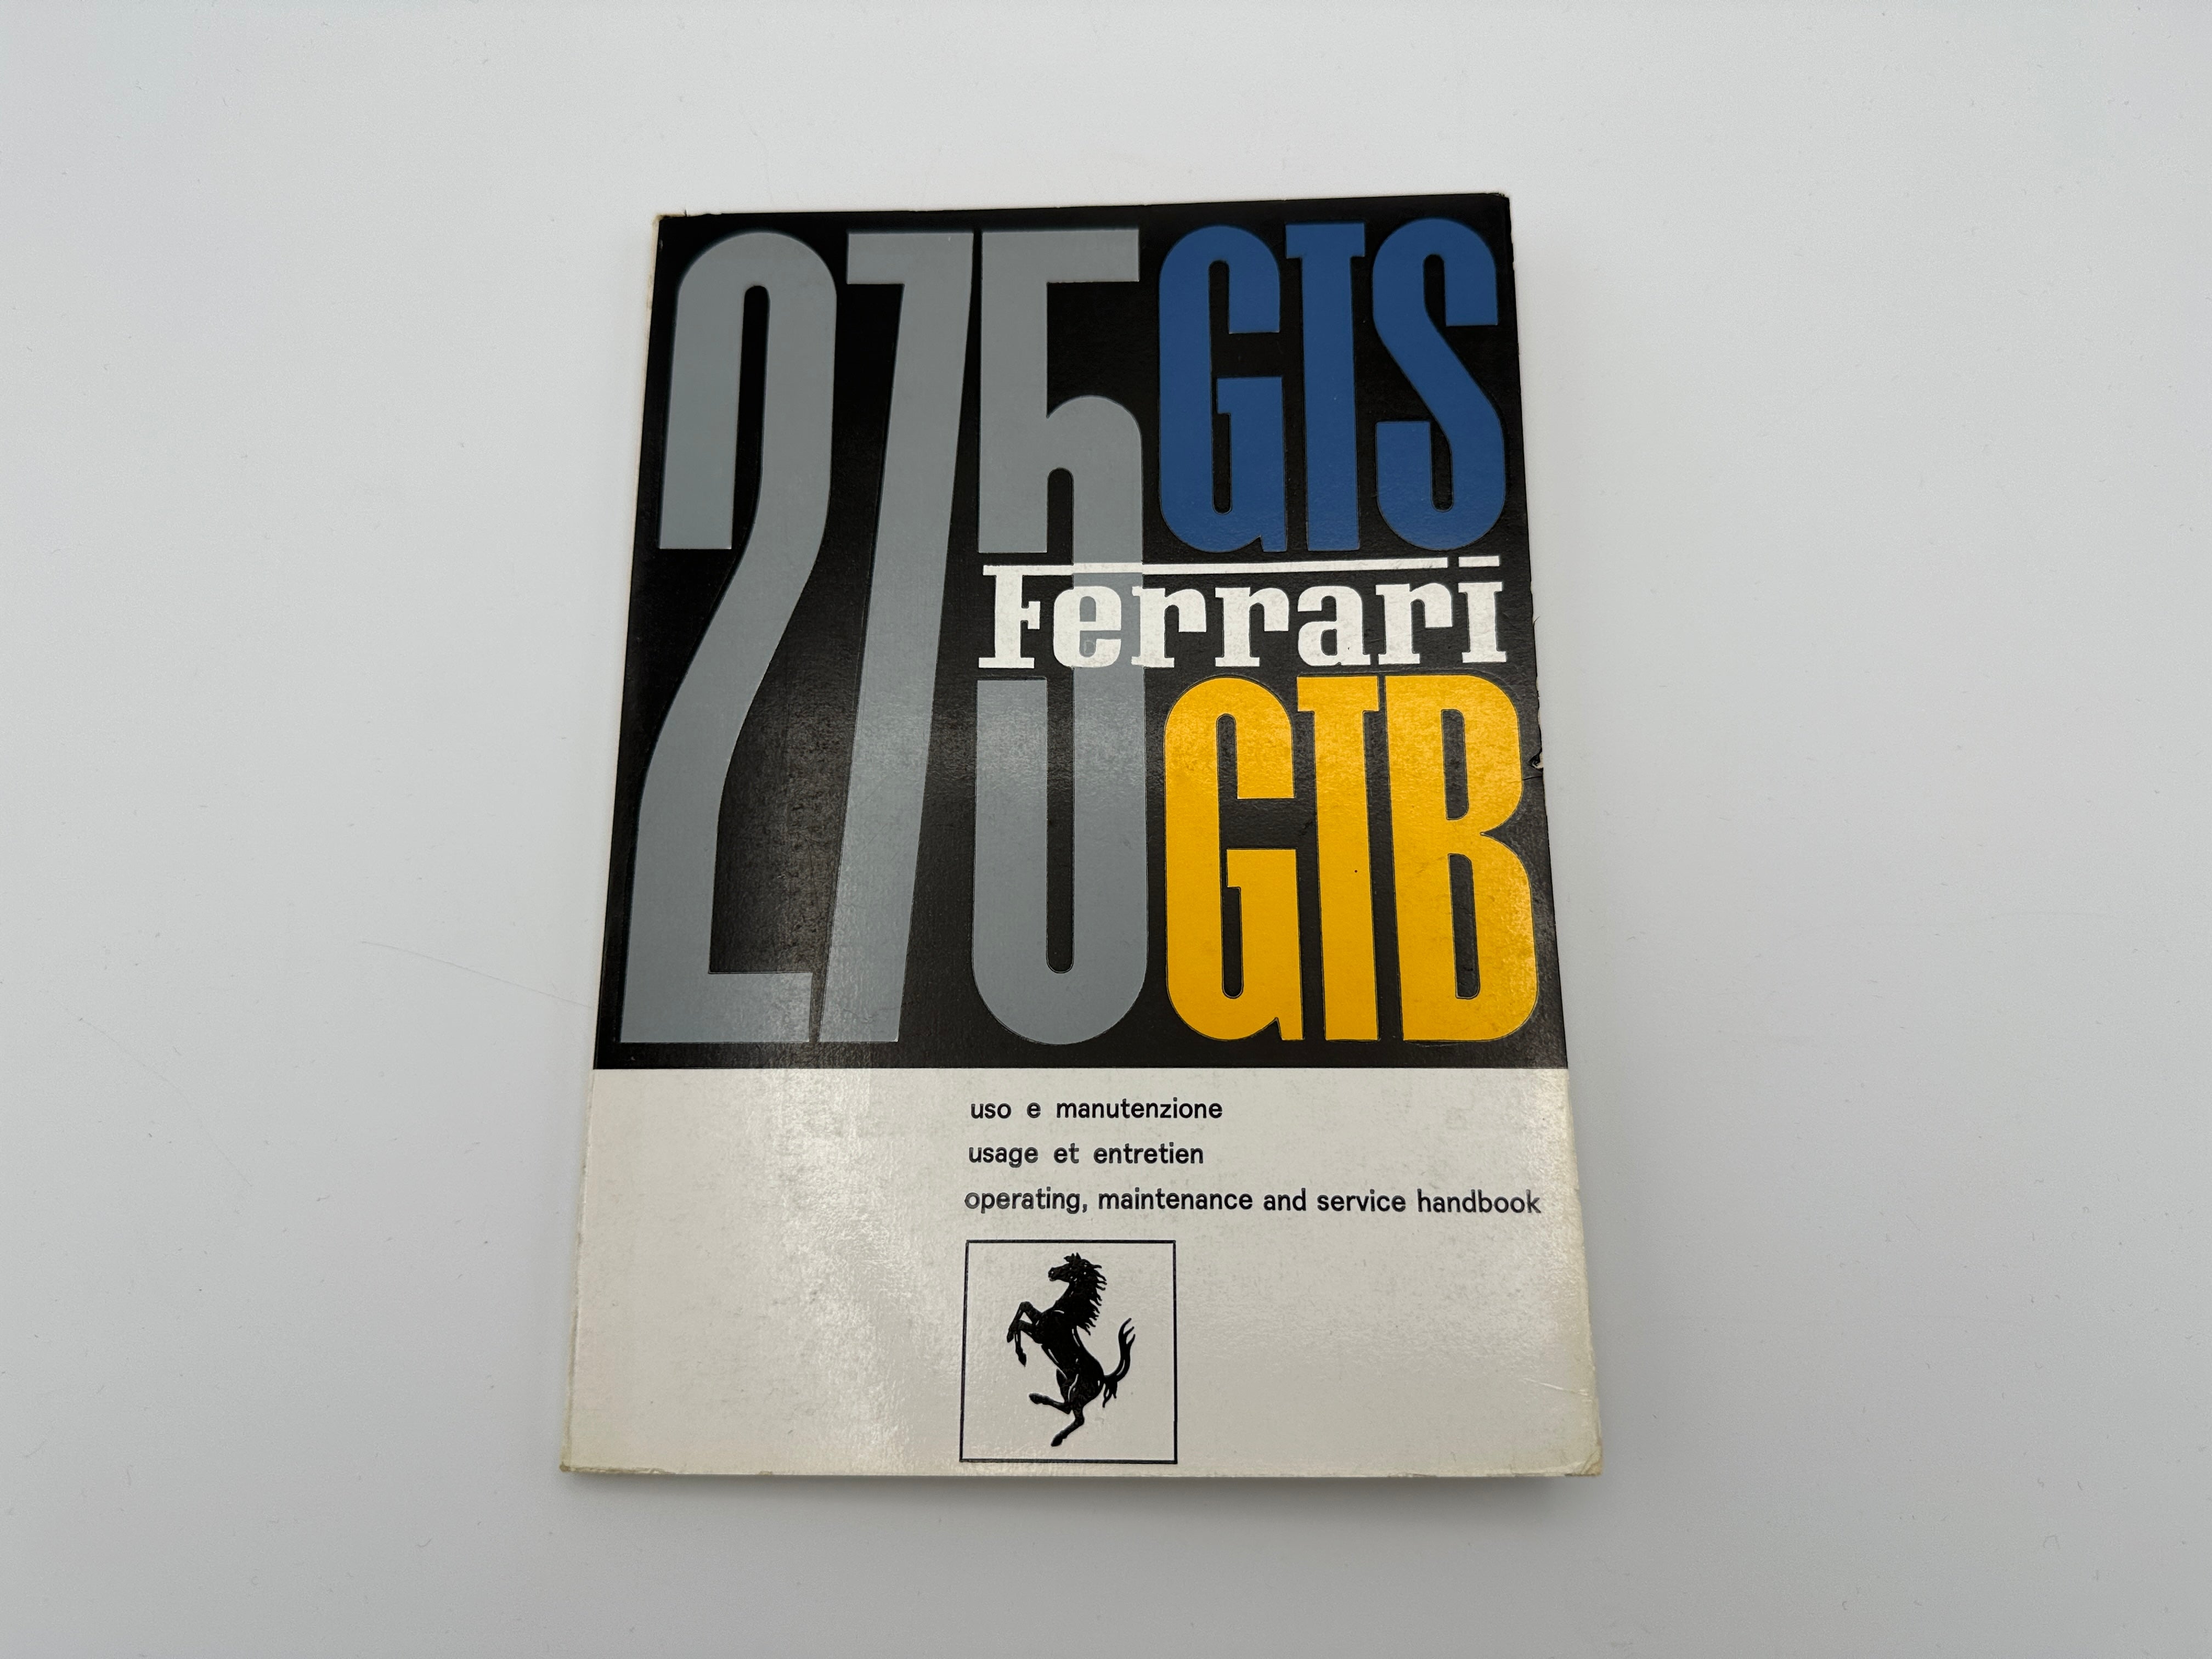 275 GTS
Ferrari
GTB
uso e manutenzione
usage et entretien
operating, maintenance and service handbook